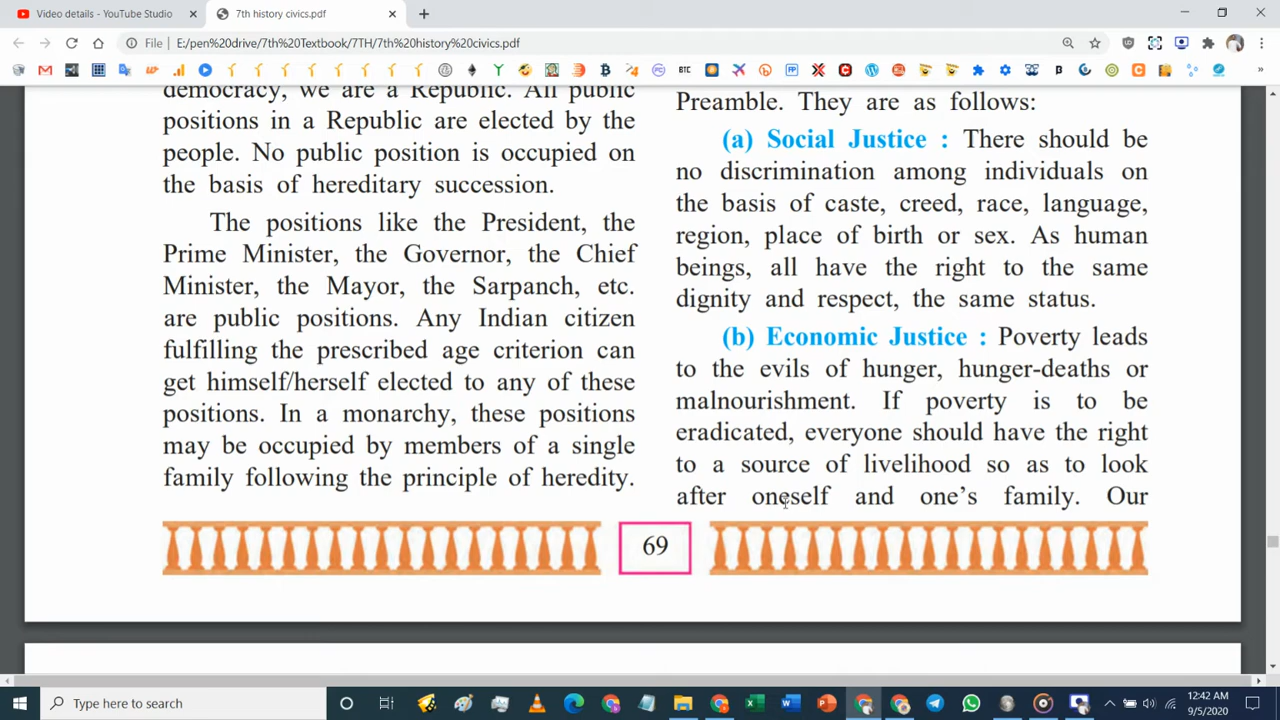 Video details - YouTube Studio
7th history civics.pdf
File E:/pen%20drive/7th%20Textbook/7TH/7th%20history%20civics.pdf
democracy, we are a Republic. All public
positions in a Republic are elected by the
people. No public position is occupied on
the basis of hereditary succession.
The positions like the President, the
Prime Minister, the Governor, the Chief
Minister, the Mayor, the Sarpanch, etc.
are public positions. Any Indian citizen
fulfilling the prescribed age criterion can
get himself/herself elected to any of these
positions. In a monarchy, these positions
may be occupied by members of a single
family following the principle of heredity.
Preamble. They are as follows:
(a) Social Justice : There should be
no discrimination among individuals on
the basis of caste, creed, race, language,
region, place of birth or sex. As human
beings, all have the right to the same
dignity and respect, the same status.
(b) Economic Justice : Poverty leads
to the evils of hunger, hunger-deaths or
malnourishment. If poverty is to be
eradicated, everyone should have the right
to a source of livelihood so as to look
after oneself and one's family. Our
69
Type here to search
12:42 AM
9/5/2020